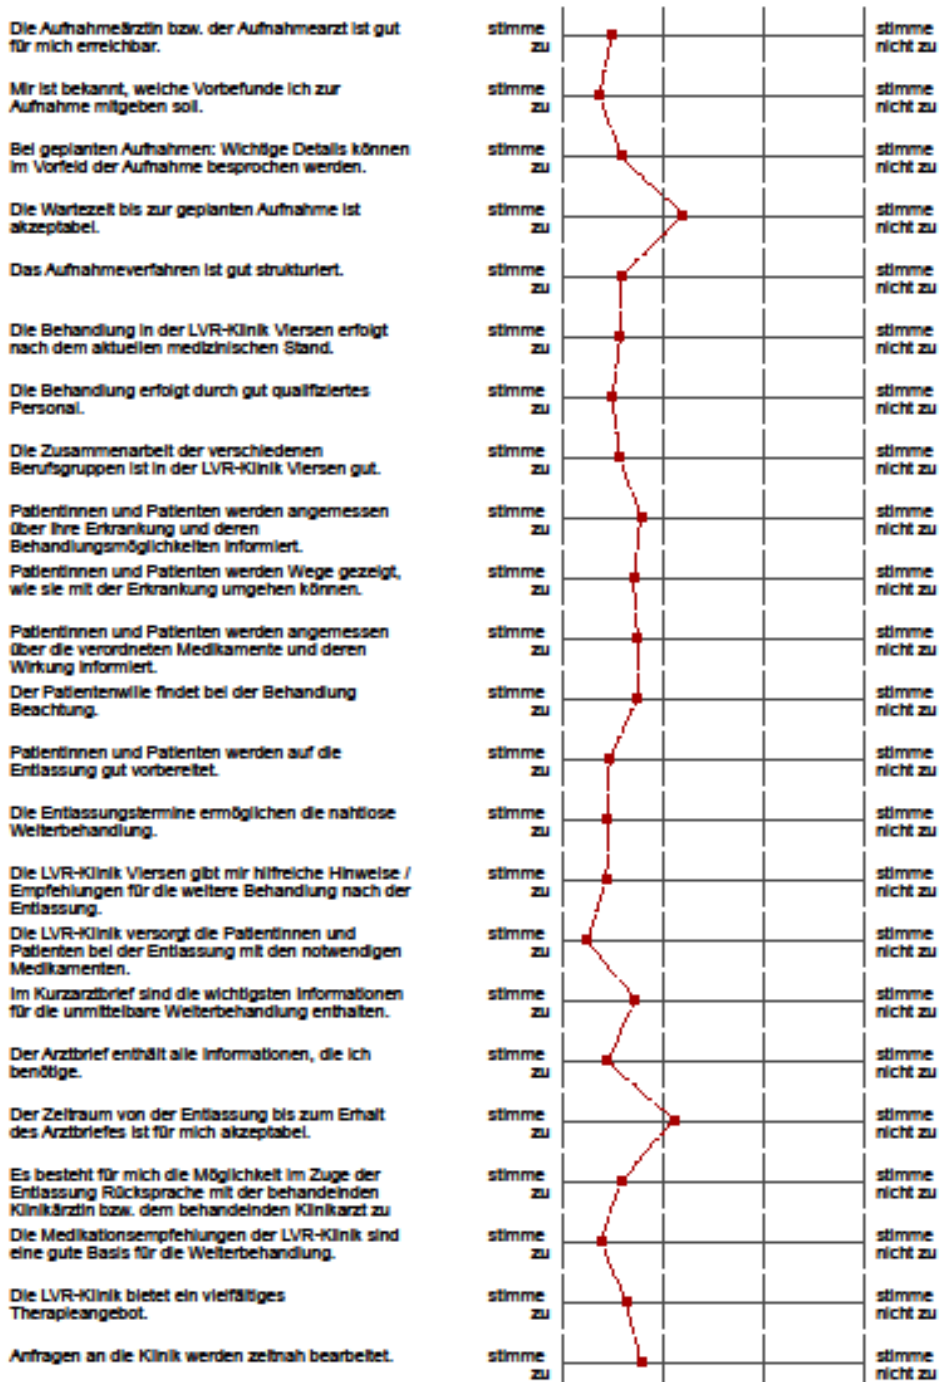 Die Aufnahmeärztin bzw. der Aufnahmearzt ist gut
für mich erreichbar.
stimme
zu
stimme
nicht zu
Mir ist bekannt, welche Vorbefunde ich zur
Aufnahme mitgeben soll.
stimme
zu
stimme
nicht zu
Bei geplanten Aufnahmen: Wichtige Details können
im Vorfeld der Aufnahme besprochen werden.
stimme
zu
stimme
nicht zu
Die Wartezeit bis zur geplanten Aufnahme ist
akzeptabel.
stimme
zu
stimme
nicht zu
Das Aufnahmeverfahren ist gut strukturiert.
stimme
zu
stimme
nicht zu
Die Behandlung in der LVR-Klinik Viersen erfolgt
nach dem aktuellen medizinischen Stand.
stimme
zu
stimme
nicht zu
Die Behandlung erfolgt durch gut qualifiziertes
Personal.
stimme
zu
stimme
nicht zu
Die Zusammenarbeit der verschiedenen
Berufsgruppen ist in der LVR-Klinik Viersen gut.
stimme
zu
stimme
nicht zu
Patientinnen und Patienten werden angemessen
über ihre Erkrankung und deren
Behandlungsmöglichkeiten informiert.
stimme
zu
stimme
nicht zu
Patientinnen und Patienten werden Wege gezeigt,
wie sie mit der Erkrankung umgehen können.
stimme
zu
stimme
nicht zu
Patientinnen und Patienten werden angemessen
über die verordneten Medikamente und deren
Wirkung informiert.
stimme
zu
stimme
nicht zu
Der Patientenwille findet bei der Behandlung
Beachtung.
stimme
zu
stimme
nicht zu
Patientinnen und Patienten werden auf die
Entlassung gut vorbereitet.
stimme
zu
stimme
nicht zu
Die Entlassungstermine ermöglichen die nahtlose
Weiterbehandlung.
stimme
zu
stimme
nicht zu
Die LVR-Klinik Viersen gibt mir hilfreiche Hinweise /
Empfehlungen für die weitere Behandlung nach der
Entlassung.
stimme
zu
stimme
nicht zu
Die LVR-Klinik versorgt die Patientinnen und
Patienten bei der Entlassung mit den notwendigen
Medikamenten.
stimme
zu
stimme
nicht zu
Im Kurzarztbrief sind die wichtigsten Informationen
für die unmittelbare Weiterbehandlung enthalten.
stimme
zu
stimme
nicht zu
Der Arztbrief enthält alle Informationen, die ich
benötige.
stimme
zu
stimme
nicht zu
Der Zeitraum von der Entlassung bis zum Erhalt
des Arztbriefes ist für mich akzeptabel.
stimme
zu
stimme
nicht zu
Es besteht für mich die Möglichkeit im Zuge der
Entlassung Rücksprache mit der behandelnden
Klinikärztin bzw. dem behandelnden Klinikarzt zu
stimme
zu
stimme
nicht zu
Die Medikationsempfehlungen der LVR-Klinik sind
eine gute Basis für die Weiterbehandlung.
stimme
zu
stimme
nicht zu
Die LVR-Klinik bietet ein vielfältiges
Therapieangebot.
stimme
zu
stimme
nicht zu
Anfragen an die Klinik werden zeitnah bearbeitet.
stimme
zu
stimme
nicht zu